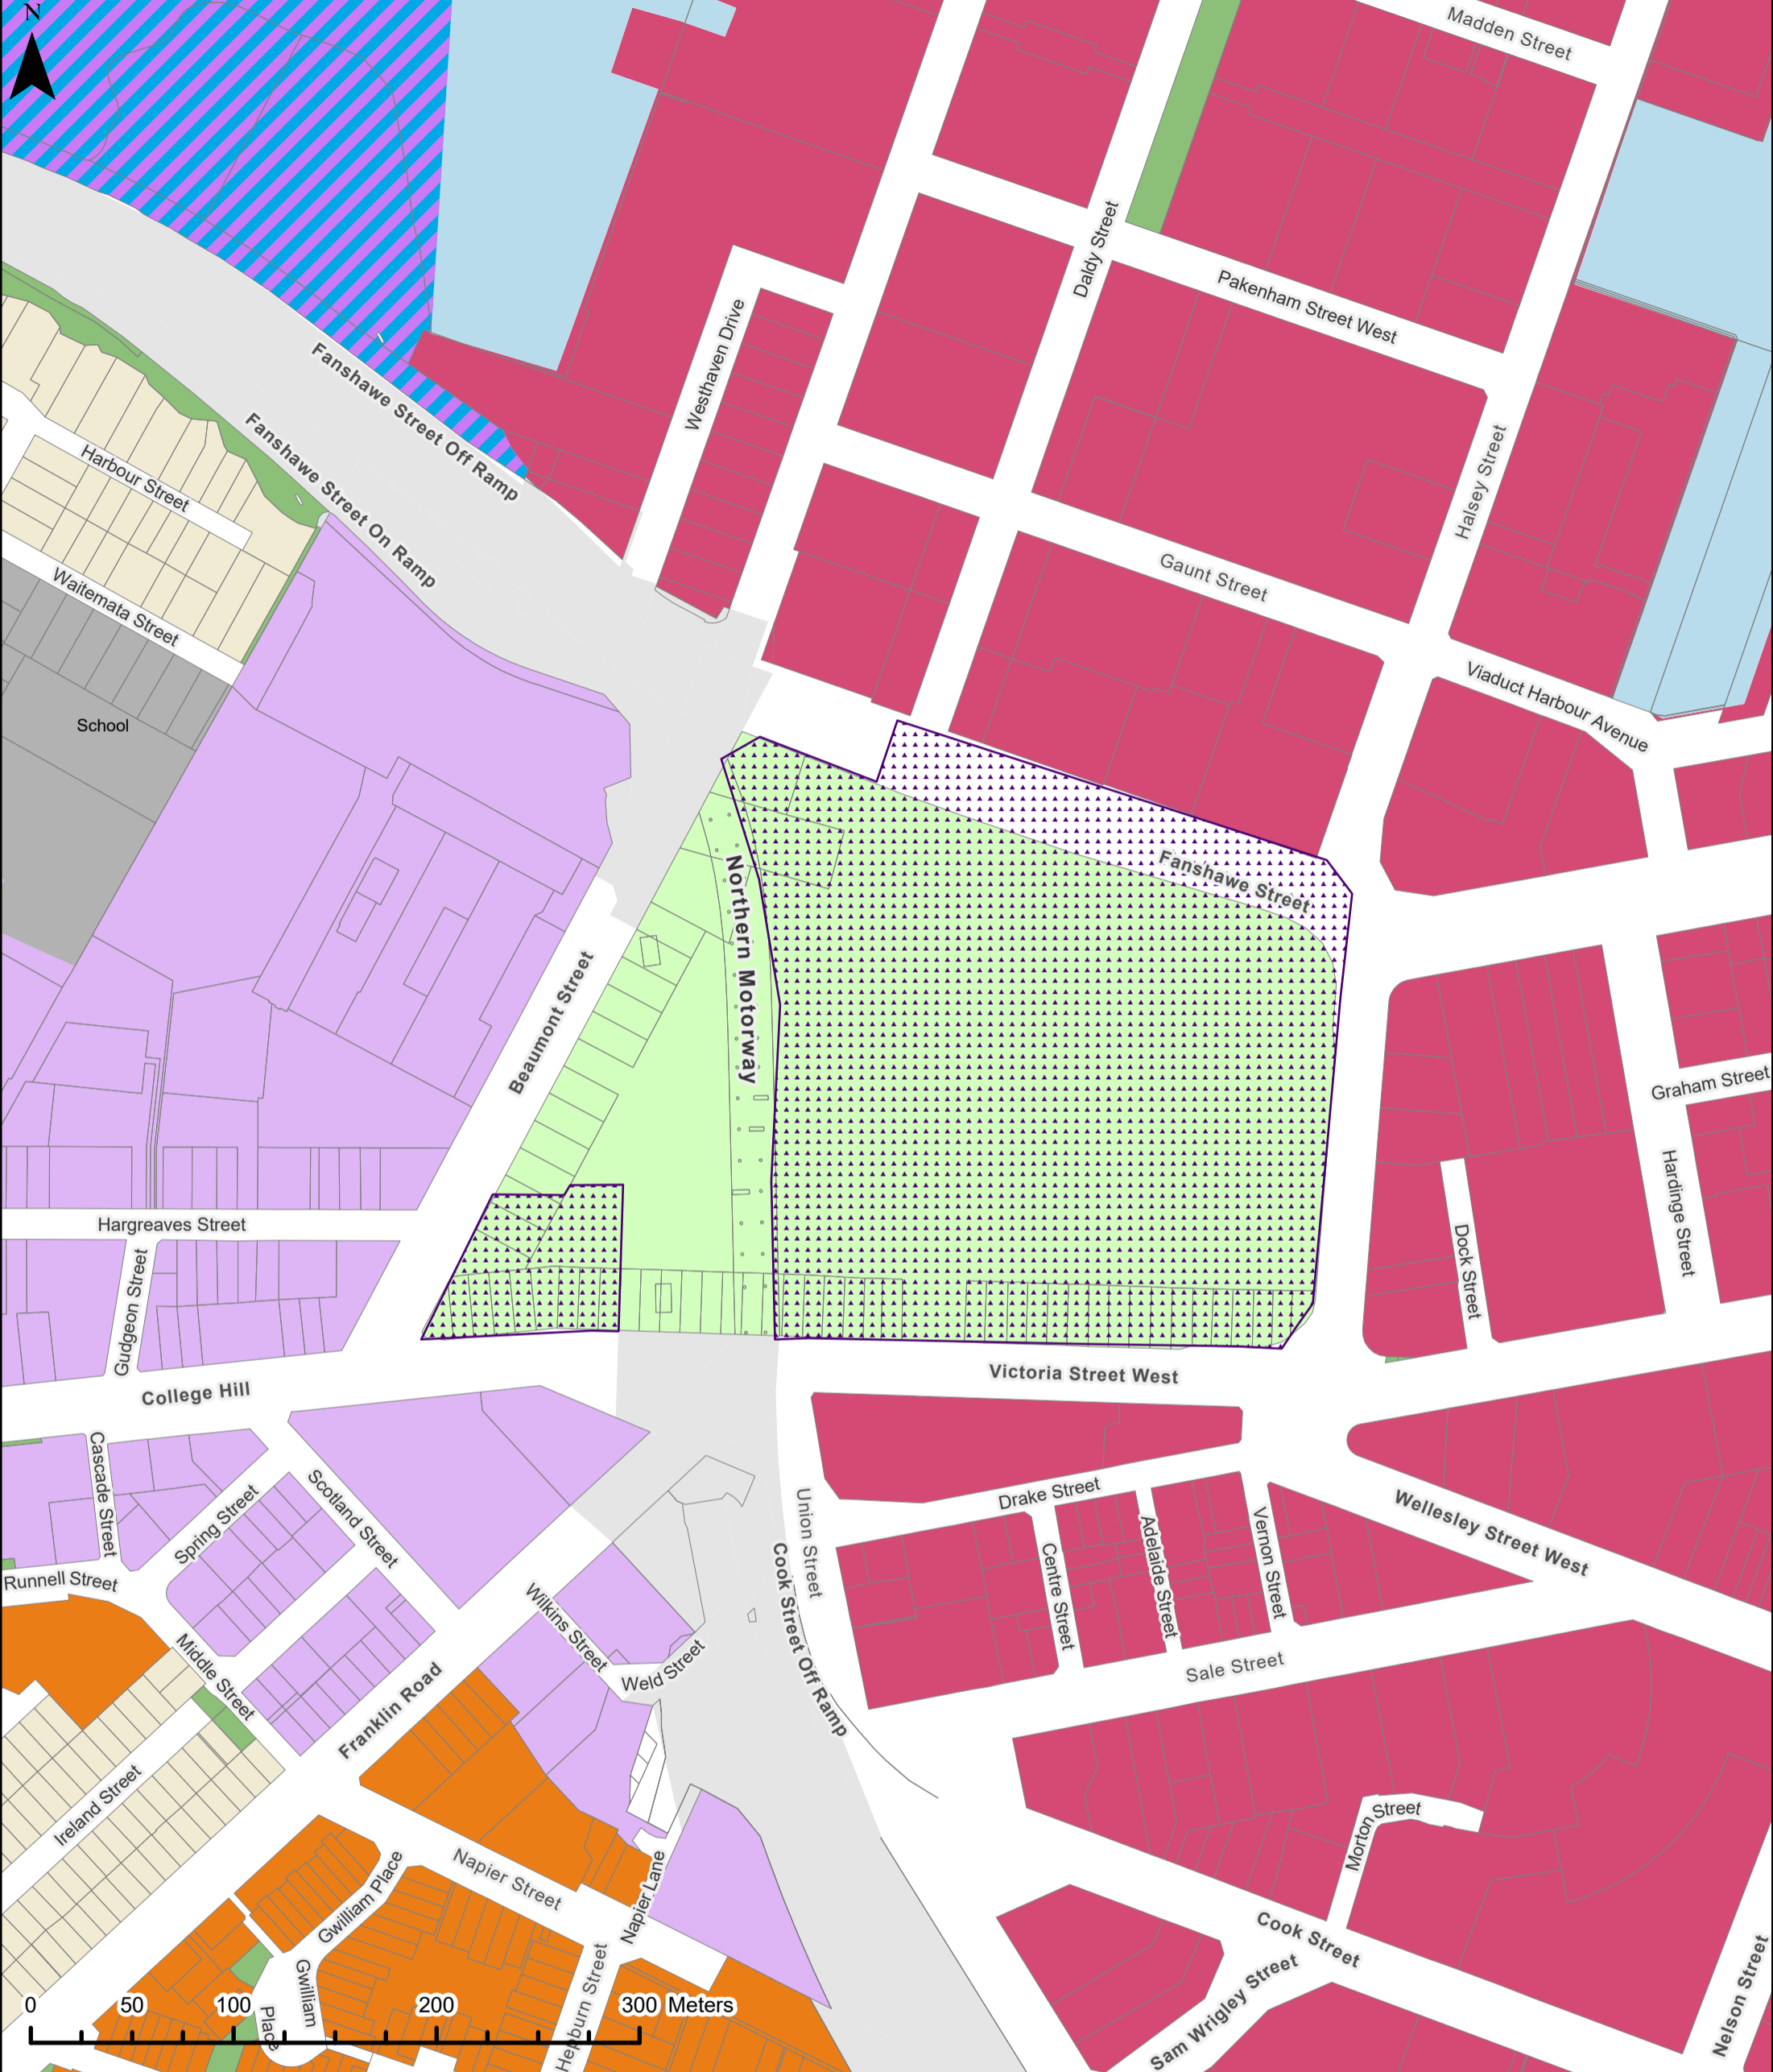 N
Madden Street
Daldy Street
Pakenham Street West
Westhaven Drive
Fanshawe Street Off Ramp
Fanshawe Street On Ramp
Harbour Street
Halsey Street
Waitemata Street
Gaunt Street
School
Viaduct Harbour Avenue
Fanshawe Street
Northern Motorway
Beaumont Street
Graham Street
Hardinge Street
Dock Street
Hargreaves Street
Gudgeon Street
College Hill
Victoria Street West
Cascade Street
Scotland Street
Spring Street
Drake Street
Union Street
Wellesley Street West
Adelaide Street
Vernon Street
Centre Street
Cook Street Off Ramp
Runnell Street
Wilkins Street
Weld Street
Middle Street
Sale Street
Franklin Road
Ireland Street
Morton Street
Napier Street
Gwilliam Place
Napier Lane
Cook Street
Hepburn Street
Gwilliam Place
Sam Wrigley Street
Nelson Street
0 50 100 200 300 Meters